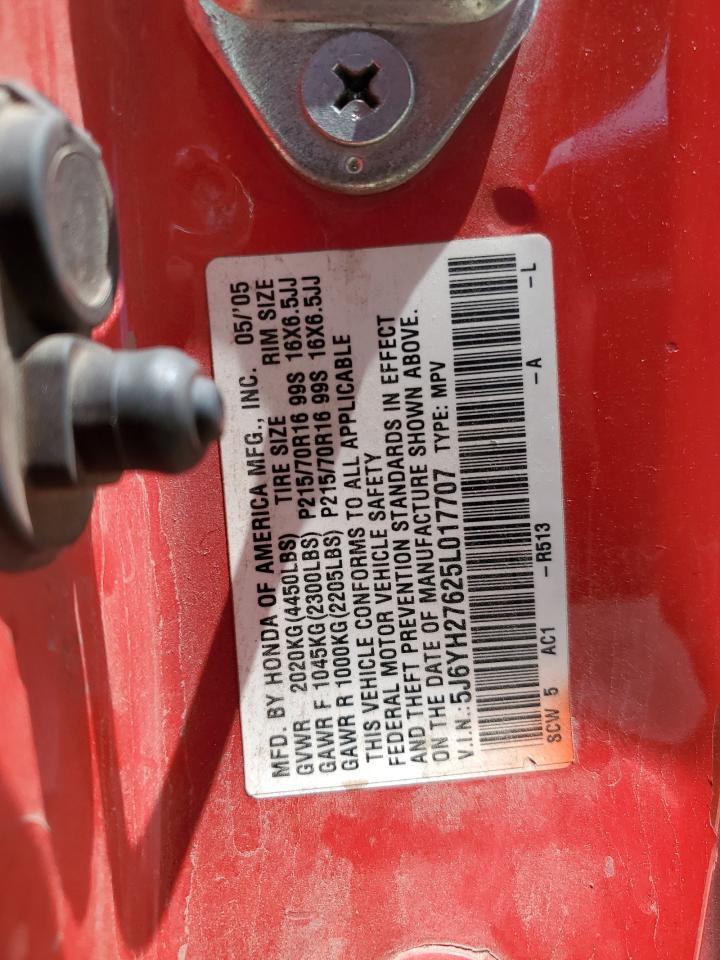 MFD. BY HONDA OF AMERICA MFG., INC. 05/'05
GVWR 2020KG(4450LBS) TIRE SIZE RIM SIZE
GAWR F 1045KG(2300LBS) P215/70R16 99S 16X6.5JJ
GAWR R 1000KG(2205LBS) P215/70R16 99S 16X6.5JJ
THIS VEHICLE CONFORMS TO ALL APPLICABLE
FEDERAL MOTOR VEHICLE SAFETY
AND THEFT PREVENTION STANDARDS IN EFFECT
ON THE DATE OF MANUFACTURE SHOWN ABOVE.
V.I.N.: 5J6YH27625L017707 TYPE: MPV
SCW 5 AC1 -R513 -A -L